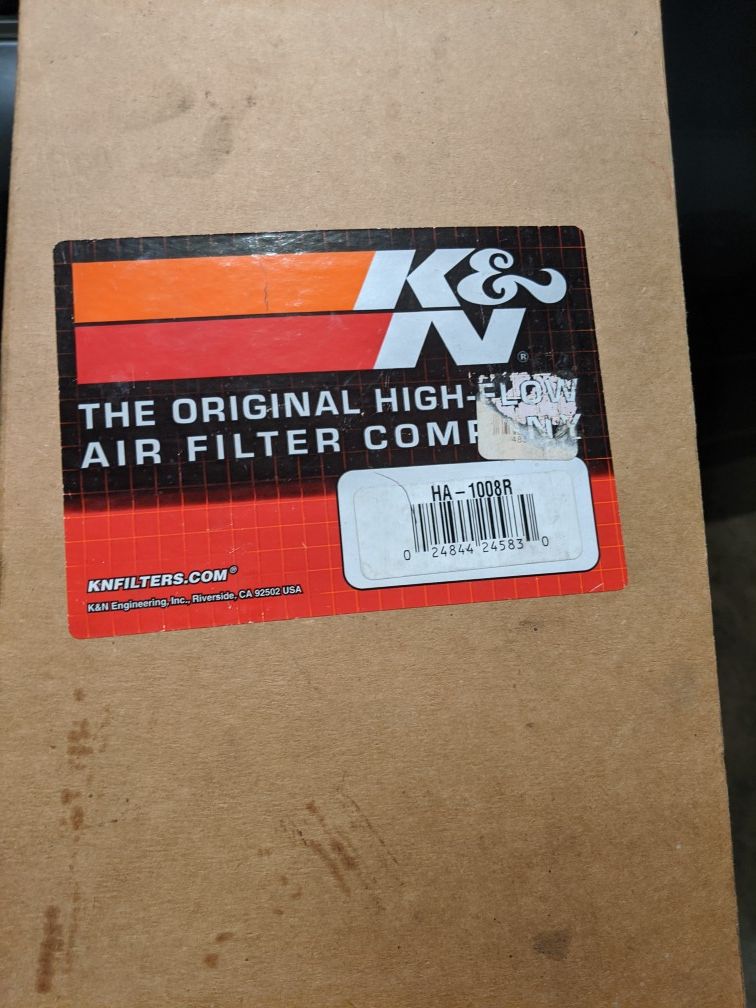 K&N®
THE ORIGINAL HIGH-FLOW
AIR FILTER COMPANY
HA-1008R
0 24844 24583 0
KNFILTERS.COM®
K&N Engineering, Inc., Riverside, CA 92502 USA